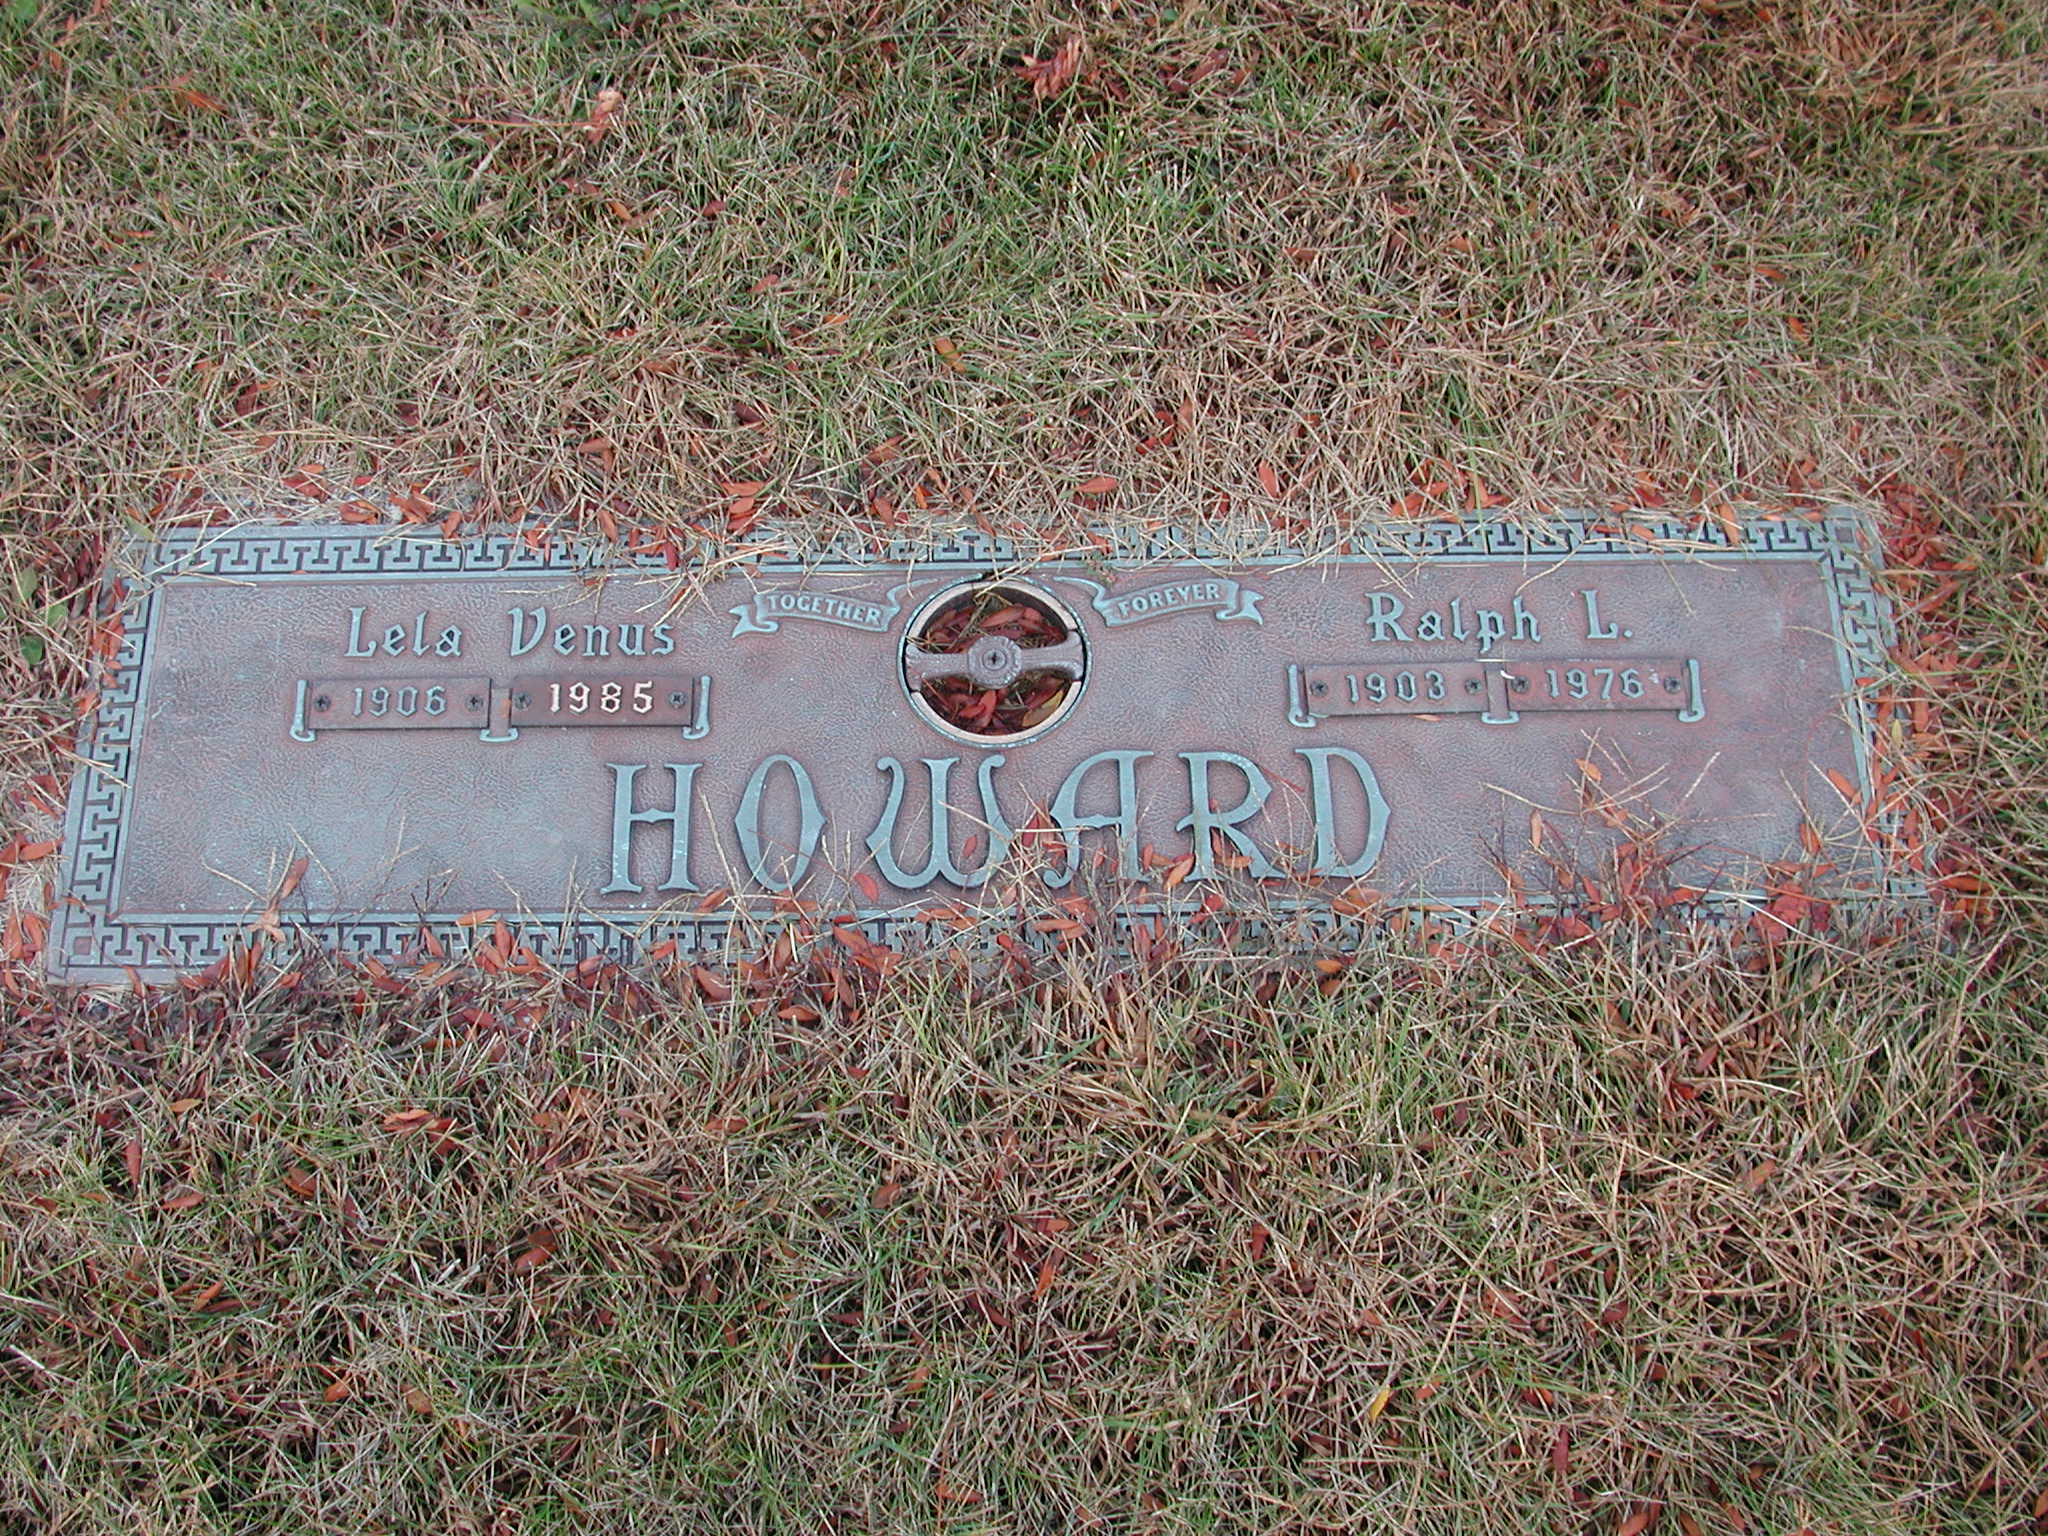 TOGETHER FOREVER
Lela Venus Ralph L.
1906 1985 1903 1976
HOWARD